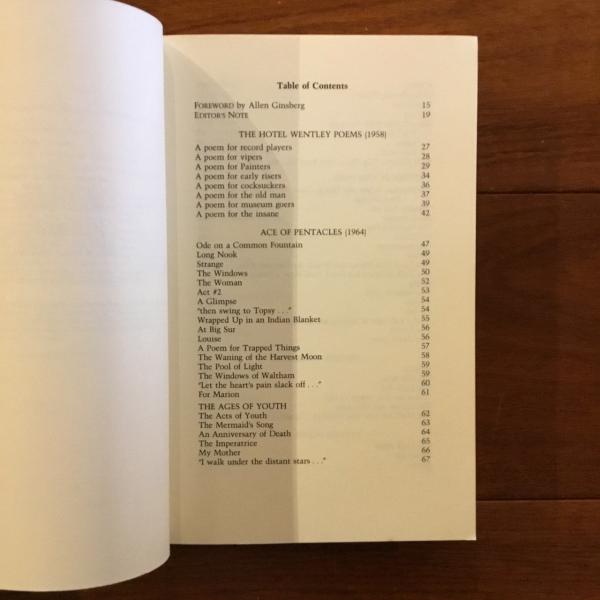 Table of Contents
FOREWORD by Allen Ginsberg 15
EDITOR'S NOTE 19
THE HOTEL WENTLEY POEMS (1958)
A poem for record players 27
A poem for vipers 28
A poem for Painters 29
A poem for early risers 34
A poem for cocksuckers 36
A poem for the old man 37
A poem for museum goers 39
A poem for the insane 42
ACE OF PENTACLES (1964)
Ode on a Common Fountain 47
Long Nook 49
Strange 49
The Windows 50
The Woman 52
Act #2 53
A Glimpse 54
"then swing to Topsy . . ." 54
Wrapped Up in an Indian Blanket 55
At Big Sur 56
Louise 56
A Poem for Trapped Things 57
The Waning of the Harvest Moon 58
The Pool of Light 59
The Windows of Waltham 59
"Let the heart's pain slack off . . ." 60
For Marion 61
THE AGES OF YOUTH
The Acts of Youth 62
The Mermaid's Song 63
An Anniversary of Death 64
The Imperatrice 65
My Mother 66
"I walk under the distant stars . . ." 67